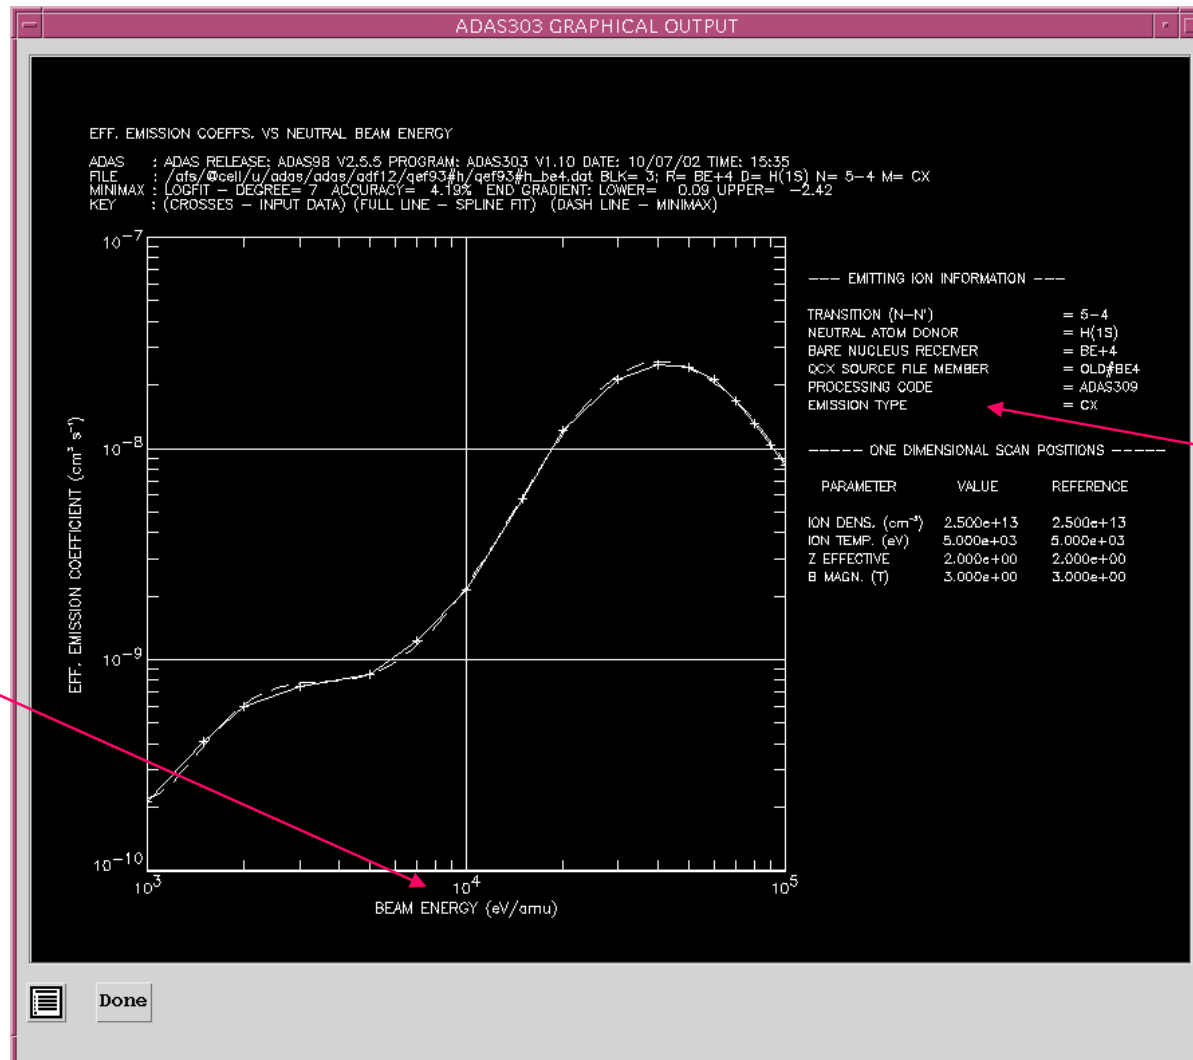 ADAS303 GRAPHICAL OUTPUT
EFF. EMISSION COEFFS. VS NEUTRAL BEAM ENERGY
ADAS : ADAS RELEASE: ADAS98 V2.5.5 PROGRAM: ADAS303 V1.10 DATE: 10/07/02 TIME: 15:35
FILE : /afs/@cell/u/adas/adas/adf12/qef93#h/qef93#h_be4.dat BLK= 3; R= BE+4 D= H(1S) N= 5-4 M= CX
MINIMAX : LOGFIT - DEGREE= 7 ACCURACY= 4.19% END GRADIENT: LOWER= 0.09 UPPER= -2.42
KEY : (CROSSES - INPUT DATA) (FULL LINE - SPLINE FIT) (DASH LINE - MINIMAX)
10⁻⁷
10⁻⁸
10⁻⁹
10⁻¹⁰
EFF. EMISSION COEFFICIENT (cm³ s⁻¹)
10³ 10⁴ 10⁵
BEAM ENERGY (eV/amu)
--- EMITTING ION INFORMATION ---
TRANSITION (N-N') = 5-4
NEUTRAL ATOM DONOR = H(1S)
BARE NUCLEUS RECEIVER = BE+4
QCX SOURCE FILE MEMBER = OLD#BE4
PROCESSING CODE = ADAS309
EMISSION TYPE = CX
----- ONE DIMENSIONAL SCAN POSITIONS -----
PARAMETER VALUE REFERENCE
ION DENS. (cm⁻³) 2.500e+13 2.500e+13
ION TEMP. (eV) 5.000e+03 5.000e+03
Z EFFECTIVE 2.000e+00 2.000e+00
B MAGN. (T) 3.000e+00 3.000e+00
Done